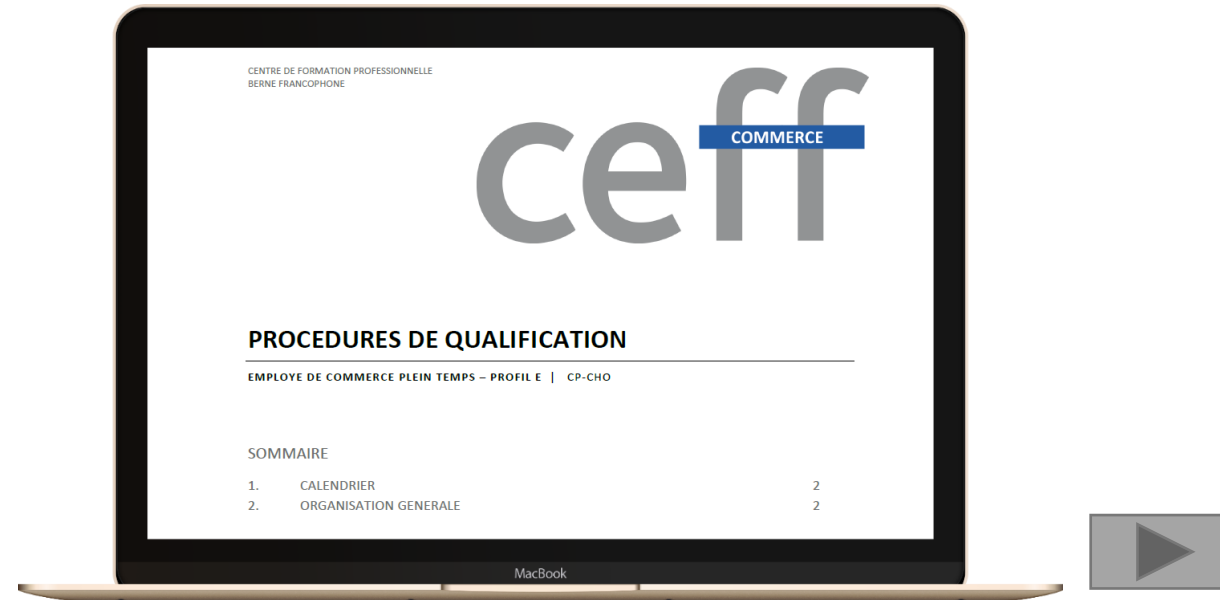 CENTRE DE FORMATION PROFESSIONNELLE
BERNE FRANCOPHONE
ceff
COMMERCE
PROCEDURES DE QUALIFICATION
EMPLOYE DE COMMERCE PLEIN TEMPS – PROFIL E | CP-CHO
SOMMAIRE
1. CALENDRIER 2
2. ORGANISATION GENERALE 2
MacBook